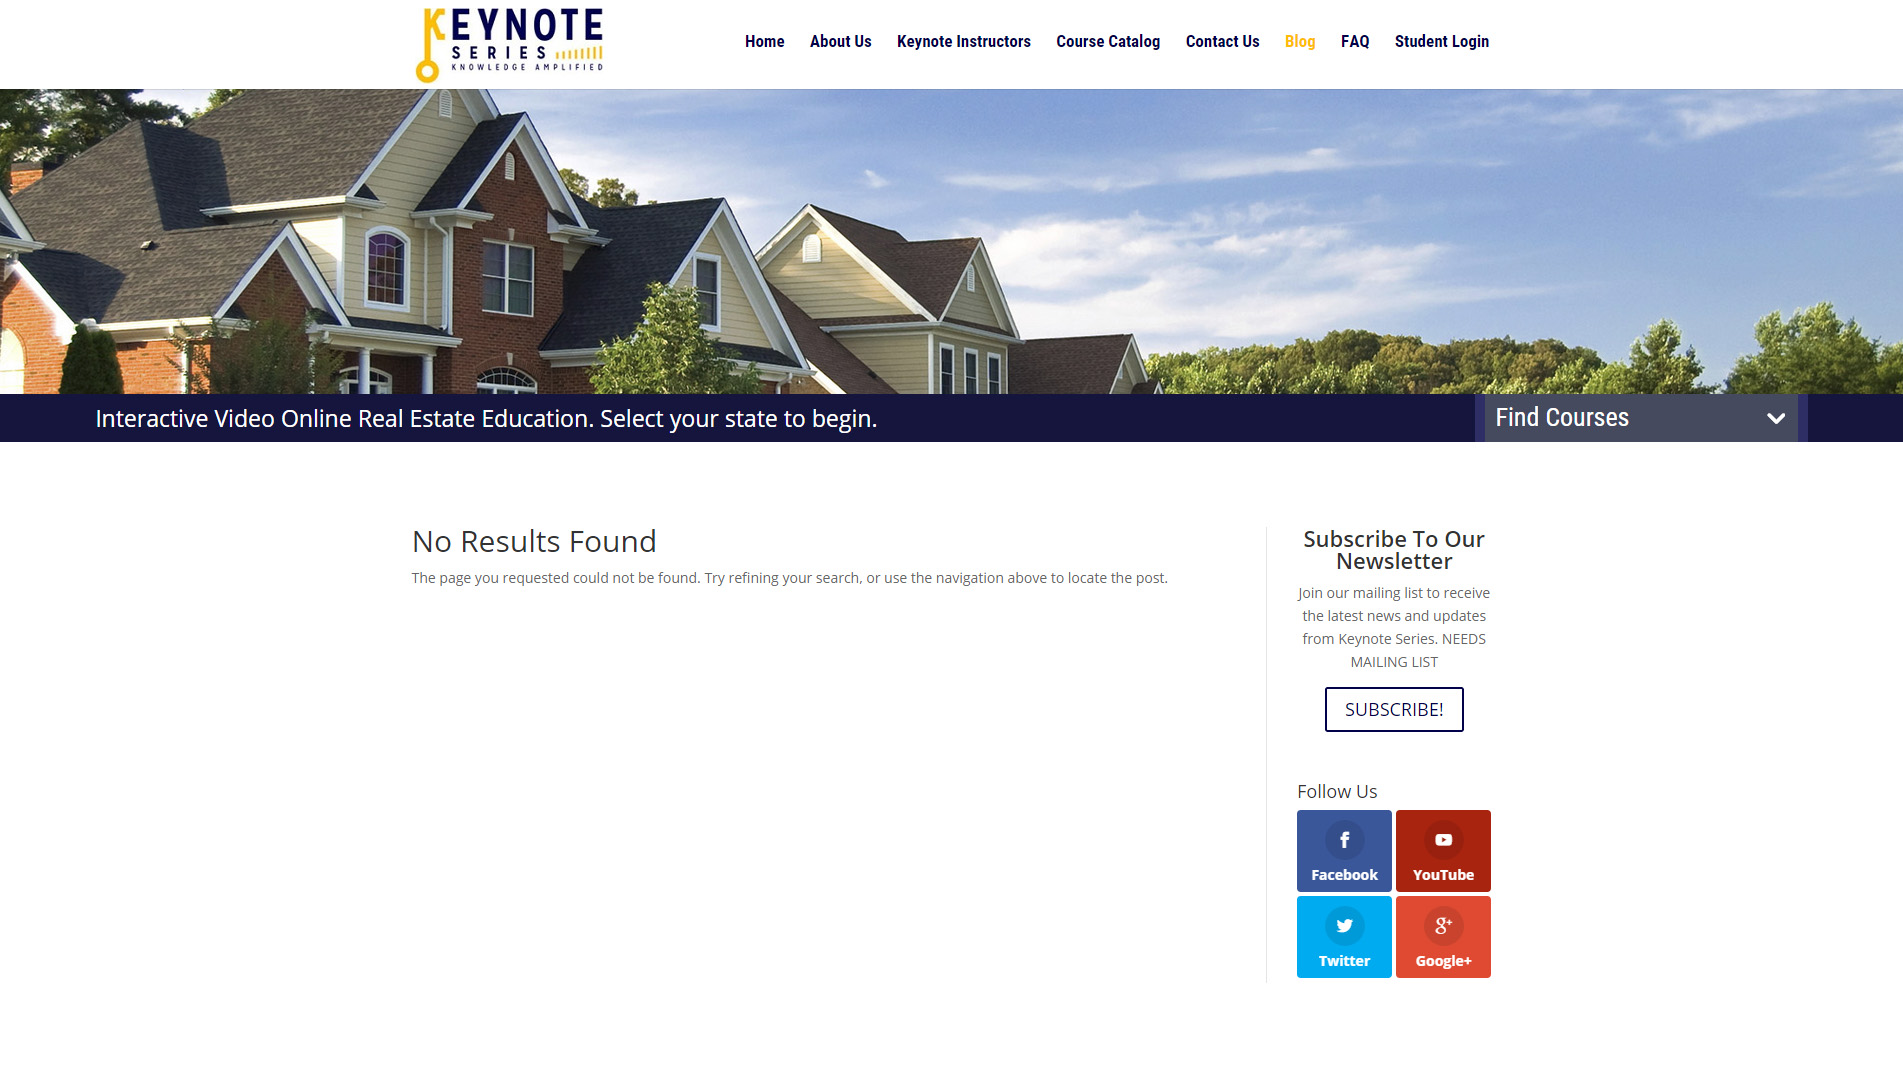 KEYNOTE
SERIES
KNOWLEDGE AMPLIFIED
Home About Us Keynote Instructors Course Catalog Contact Us Blog FAQ Student Login
Interactive Video Online Real Estate Education. Select your state to begin.
Find Courses
No Results Found
The page you requested could not be found. Try refining your search, or use the navigation above to locate the post.
Subscribe To Our
Newsletter
Join our mailing list to receive
the latest news and updates
from Keynote Series. NEEDS
MAILING LIST
SUBSCRIBE!
Follow Us
Facebook
YouTube
Twitter
Google+